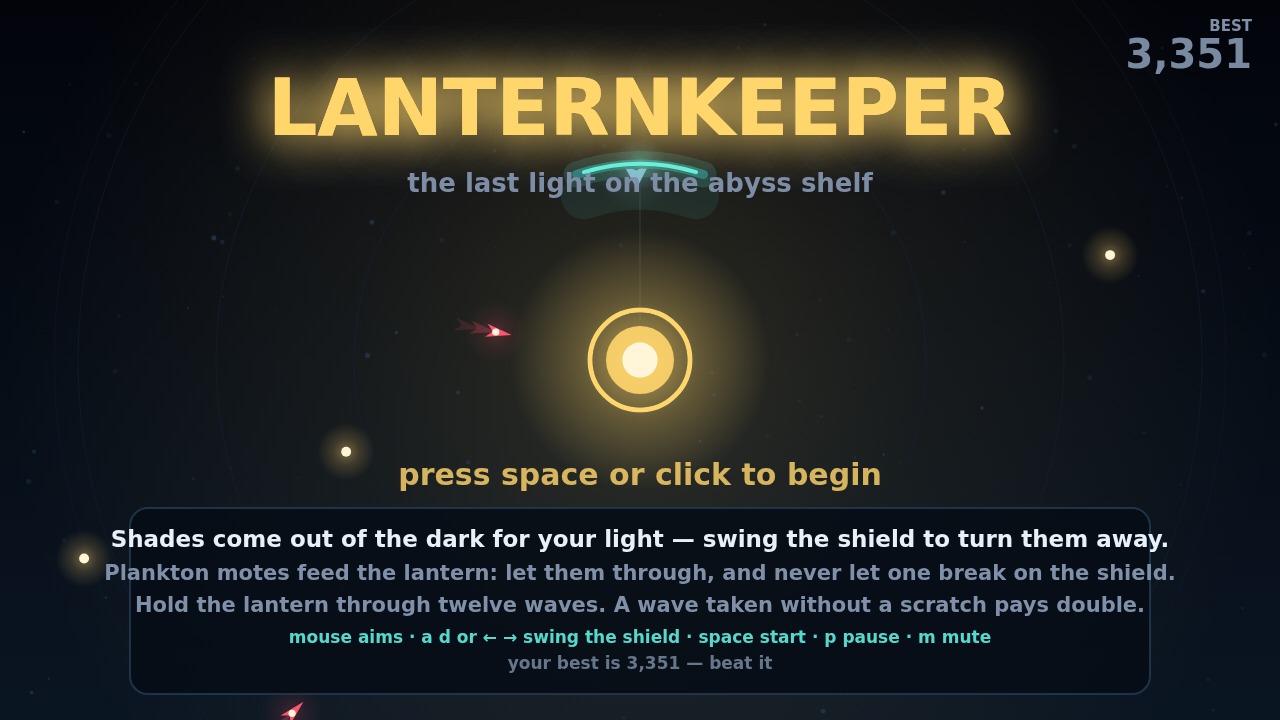 BEST
3,351
LANTERNKEEPER
the last light on the abyss shelf
press space or click to begin
Shades come out of the dark for your light — swing the shield to turn them away.
Plankton motes feed the lantern: let them through, and never let one break on the shield.
Hold the lantern through twelve waves. A wave taken without a scratch pays double.
mouse aims · a d or ← → swing the shield · space start · p pause · m mute
your best is 3,351 — beat it